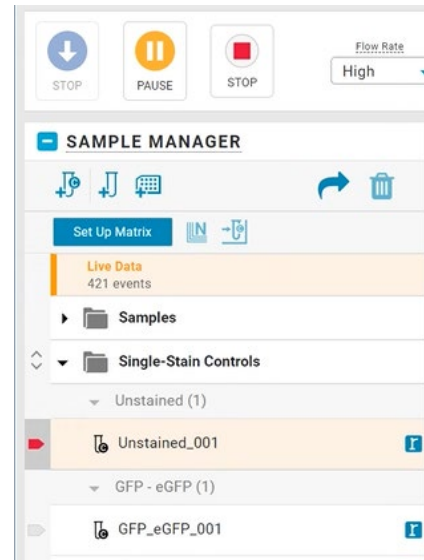 Flow Rate
STOP
PAUSE
STOP
High
SAMPLE MANAGER
Set Up Matrix
N
Live Data
421 events
Samples
Single-Stain Controls
Unstained (1)
C Unstained_001 r
GFP - eGFP (1)
C GFP_eGFP_001 r